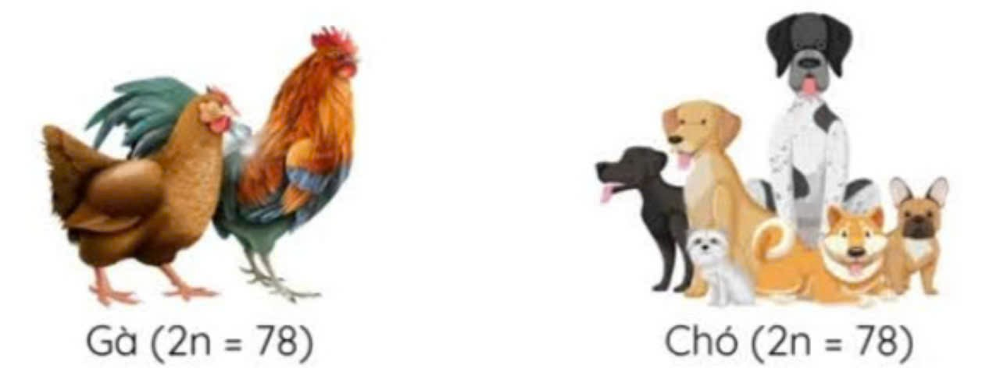 Gà (2n = 78)
Chó (2n = 78)